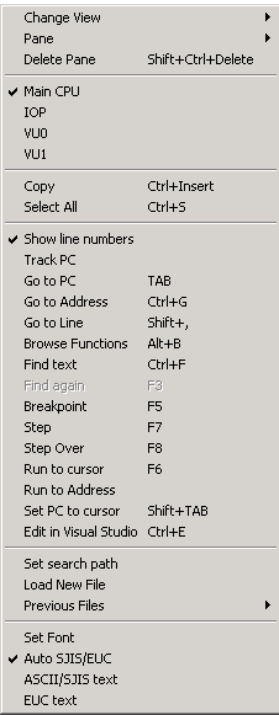 Change View
Pane
Delete Pane Shift+Ctrl+Delete
Main CPU
IOP
VU0
VU1
Copy Ctrl+Insert
Select All Ctrl+S
Show line numbers
Track PC
Go to PC TAB
Go to Address Ctrl+G
Go to Line Shift+,
Browse Functions Alt+B
Find text Ctrl+F
Find again F3
Breakpoint F5
Step F7
Step Over F8
Run to cursor F6
Run to Address
Set PC to cursor Shift+TAB
Edit in Visual Studio Ctrl+E
Set search path
Load New File
Previous Files
Set Font
Auto SJIS/EUC
ASCII/SJIS text
EUC text